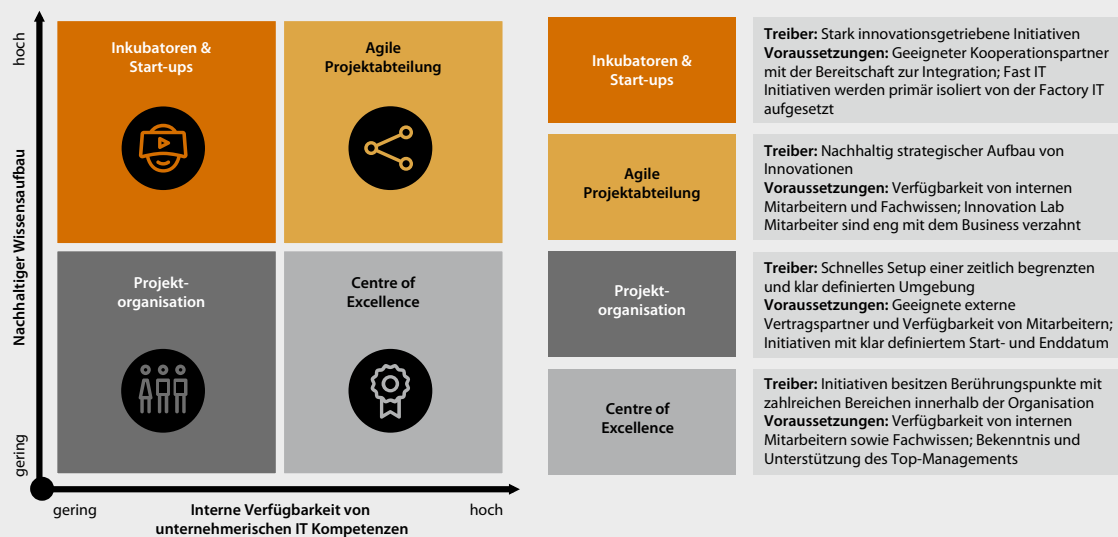 hoch
Nachhaltiger Wissensaufbau
gering
Inkubatoren &
Start-ups
Agile
Projektabteilung
Projekt-
organisation
Centre of
Excellence
gering
Interne Verfügbarkeit von
unternehmerischen IT Kompetenzen
hoch
Inkubatoren &
Start-ups
Treiber: Stark innovationsgetriebene Initiativen
Voraussetzungen: Geeigneter Kooperationspartner
mit der Bereitschaft zur Integration; Fast IT
Initiativen werden primär isoliert von der Factory IT
aufgesetzt
Agile
Projektabteilung
Treiber: Nachhaltig strategischer Aufbau von
Innovationen
Voraussetzungen: Verfügbarkeit von internen
Mitarbeitern und Fachwissen; Innovation Lab
Mitarbeiter sind eng mit dem Business verzahnt
Projekt-
organisation
Treiber: Schnelles Setup einer zeitlich begrenzten
und klar definierten Umgebung
Voraussetzungen: Geeignete externe
Vertragspartner und Verfügbarkeit von Mitarbeitern;
Initiativen mit klar definiertem Start- und Enddatum
Centre of
Excellence
Treiber: Initiativen besitzen Berührungspunkte mit
zahlreichen Bereichen innerhalb der Organisation
Voraussetzungen: Verfügbarkeit von internen
Mitarbeitern sowie Fachwissen; Bekenntnis und
Unterstützung des Top-Managements